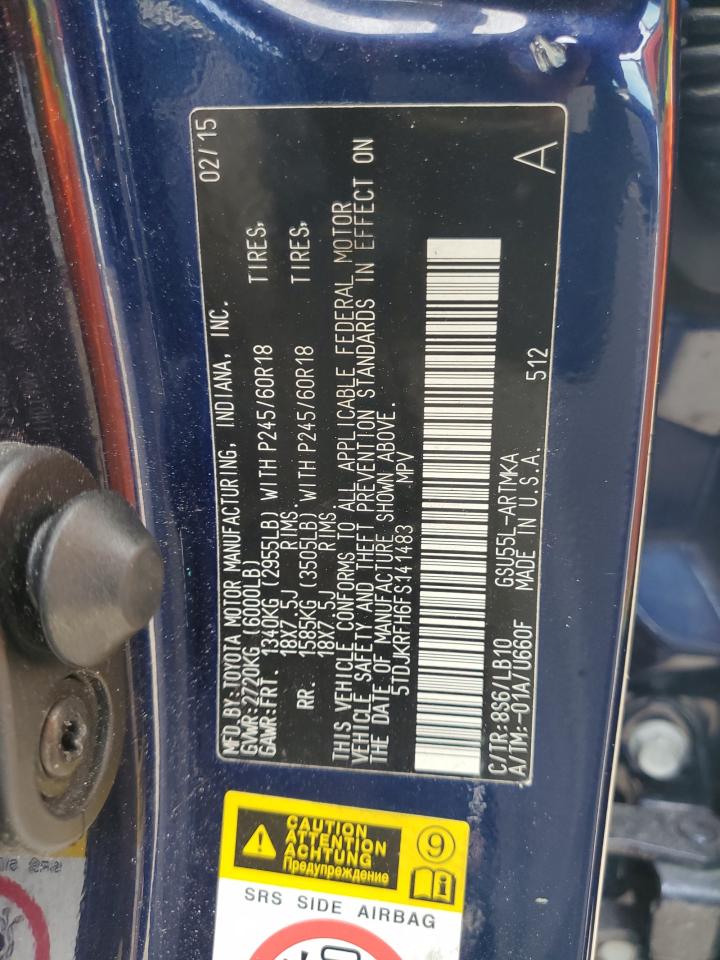 MFD.BY:TOYOTA MOTOR MANUFACTURING, INDIANA, INC. 02/15
GVWR:2720KG (6000LB)
GAWR:FRT. 1340KG (2955LB) WITH P245/60R18 TIRES,
18X7.5J RIMS.
RR. 1585KG (3505LB) WITH P245/60R18 TIRES,
18X7.5J RIMS.
THIS VEHICLE CONFORMS TO ALL APPLICABLE FEDERAL MOTOR
VEHICLE SAFETY AND THEFT PREVENTION STANDARDS IN EFFECT ON
THE DATE OF MANUFACTURE SHOWN ABOVE.
5TDJKRFH6FS141483 MPV
C/TR:8S6/LB10 GSU55L-ARTMKA
A/TM:-01A/U660F MADE IN U.S.A. 512 A
CAUTION
ATTENTION
ACHTUNG
Предупреждение
9
SRS SIDE AIRBAG